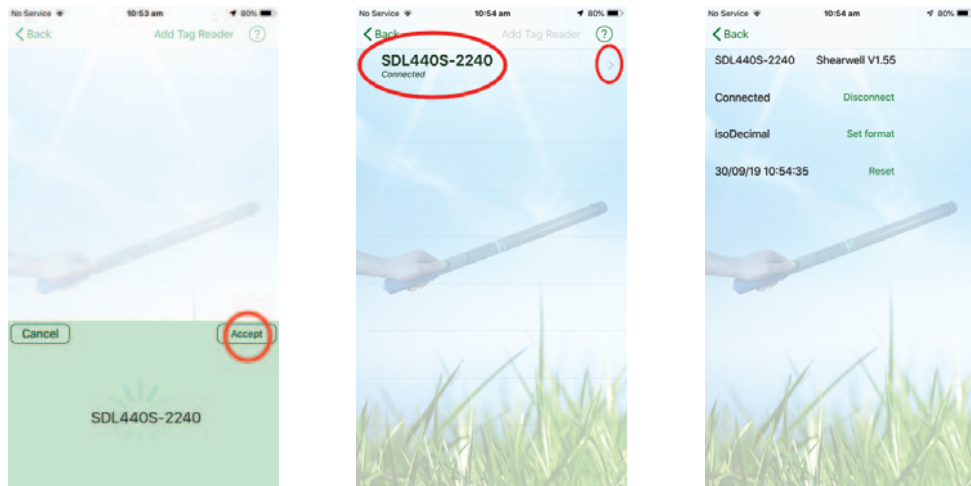 No Service 10:53 am 80%
Back Add Tag Reader ?
Cancel Accept
SDL440S-2240
No Service 10:54 am 80%
Back Add Tag Reader ?
SDL440S-2240
Connected
No Service 10:54 am 80%
Back
SDL440S-2240 Shearwell V1.55
Connected Disconnect
isoDecimal Set format
30/09/19 10:54:35 Reset